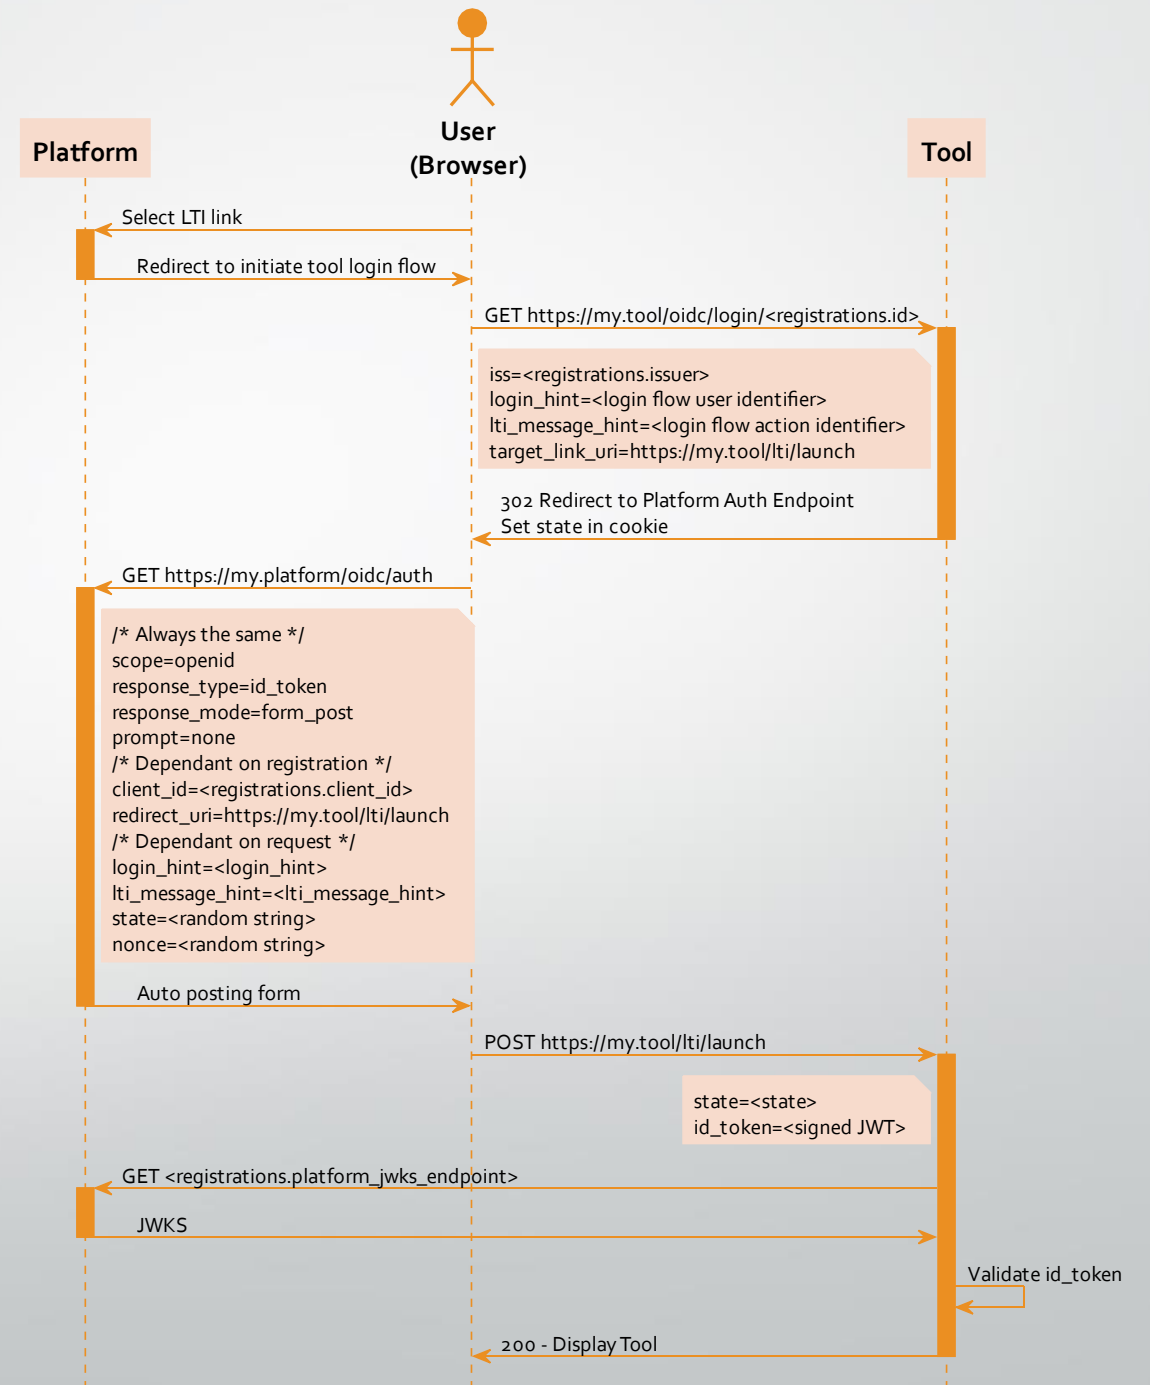 User
(Browser)
Platform
Tool
Select LTI link
Redirect to initiate tool login flow
GET https://my.tool/oidc/login/<registrations.id>
iss=<registrations.issuer>
login_hint=<login flow user identifier>
lti_message_hint=<login flow action identifier>
target_link_uri=https://my.tool/lti/launch
302 Redirect to Platform Auth Endpoint
Set state in cookie
GET https://my.platform/oidc/auth
/* Always the same */
scope=openid
response_type=id_token
response_mode=form_post
prompt=none
/* Dependant on registration */
client_id=<registrations.client_id>
redirect_uri=https://my.tool/lti/launch
/* Dependant on request */
login_hint=<login_hint>
lti_message_hint=<lti_message_hint>
state=<random string>
nonce=<random string>
Auto posting form
POST https://my.tool/lti/launch
state=<state>
id_token=<signed JWT>
GET <registrations.platform_jwks_endpoint>
JWKS
Validate id_token
200 - Display Tool